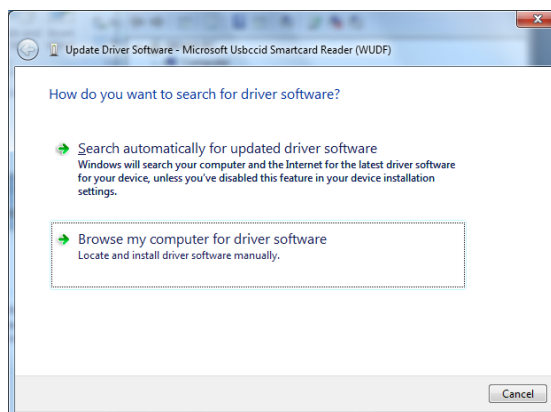 Update Driver Software - Microsoft Usbccid Smartcard Reader (WUDF)
How do you want to search for driver software?
Search automatically for updated driver software
Windows will search your computer and the Internet for the latest driver software
for your device, unless you've disabled this feature in your device installation
settings.
Browse my computer for driver software
Locate and install driver software manually.
Cancel